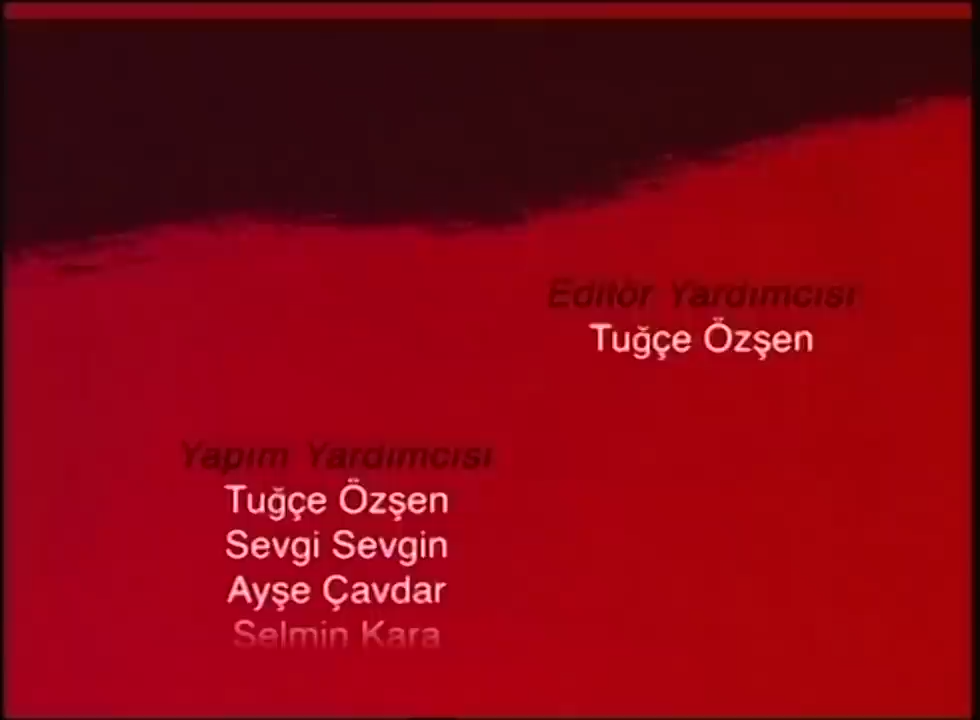 Editör Yardımcısı
Tuğçe Özşen
Yapım Yardımcısı
Tuğçe Özşen
Sevgi Sevgin
Ayşe Çavdar
Selmin Kara